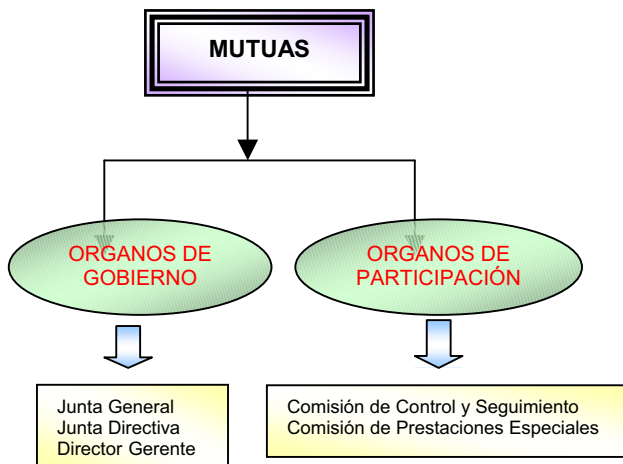 MUTUAS
ORGANOS DE
GOBIERNO
ORGANOS DE
PARTICIPACIÓN
Junta General
Junta Directiva
Director Gerente
Comisión de Control y Seguimiento
Comisión de Prestaciones Especiales